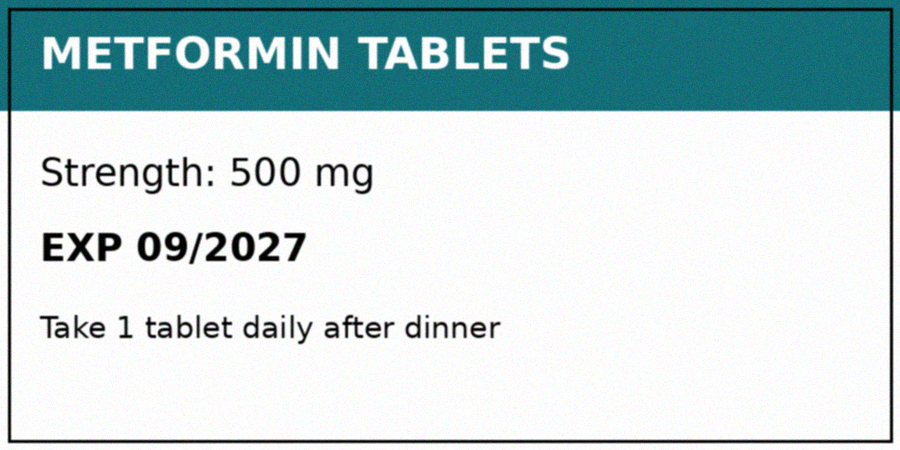 METFORMIN TABLETS
Strength: 500 mg
EXP 09/2027
Take 1 tablet daily after dinner